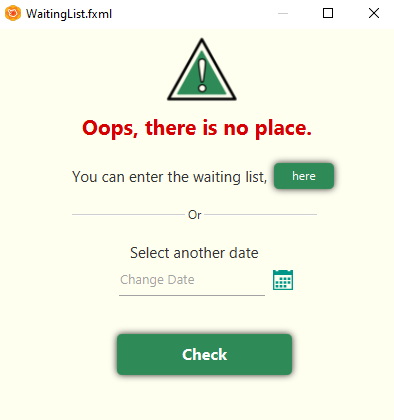 WaitingList.fxml
Oops, there is no place.
You can enter the waiting list, here
Or
Select another date
Change Date
Check